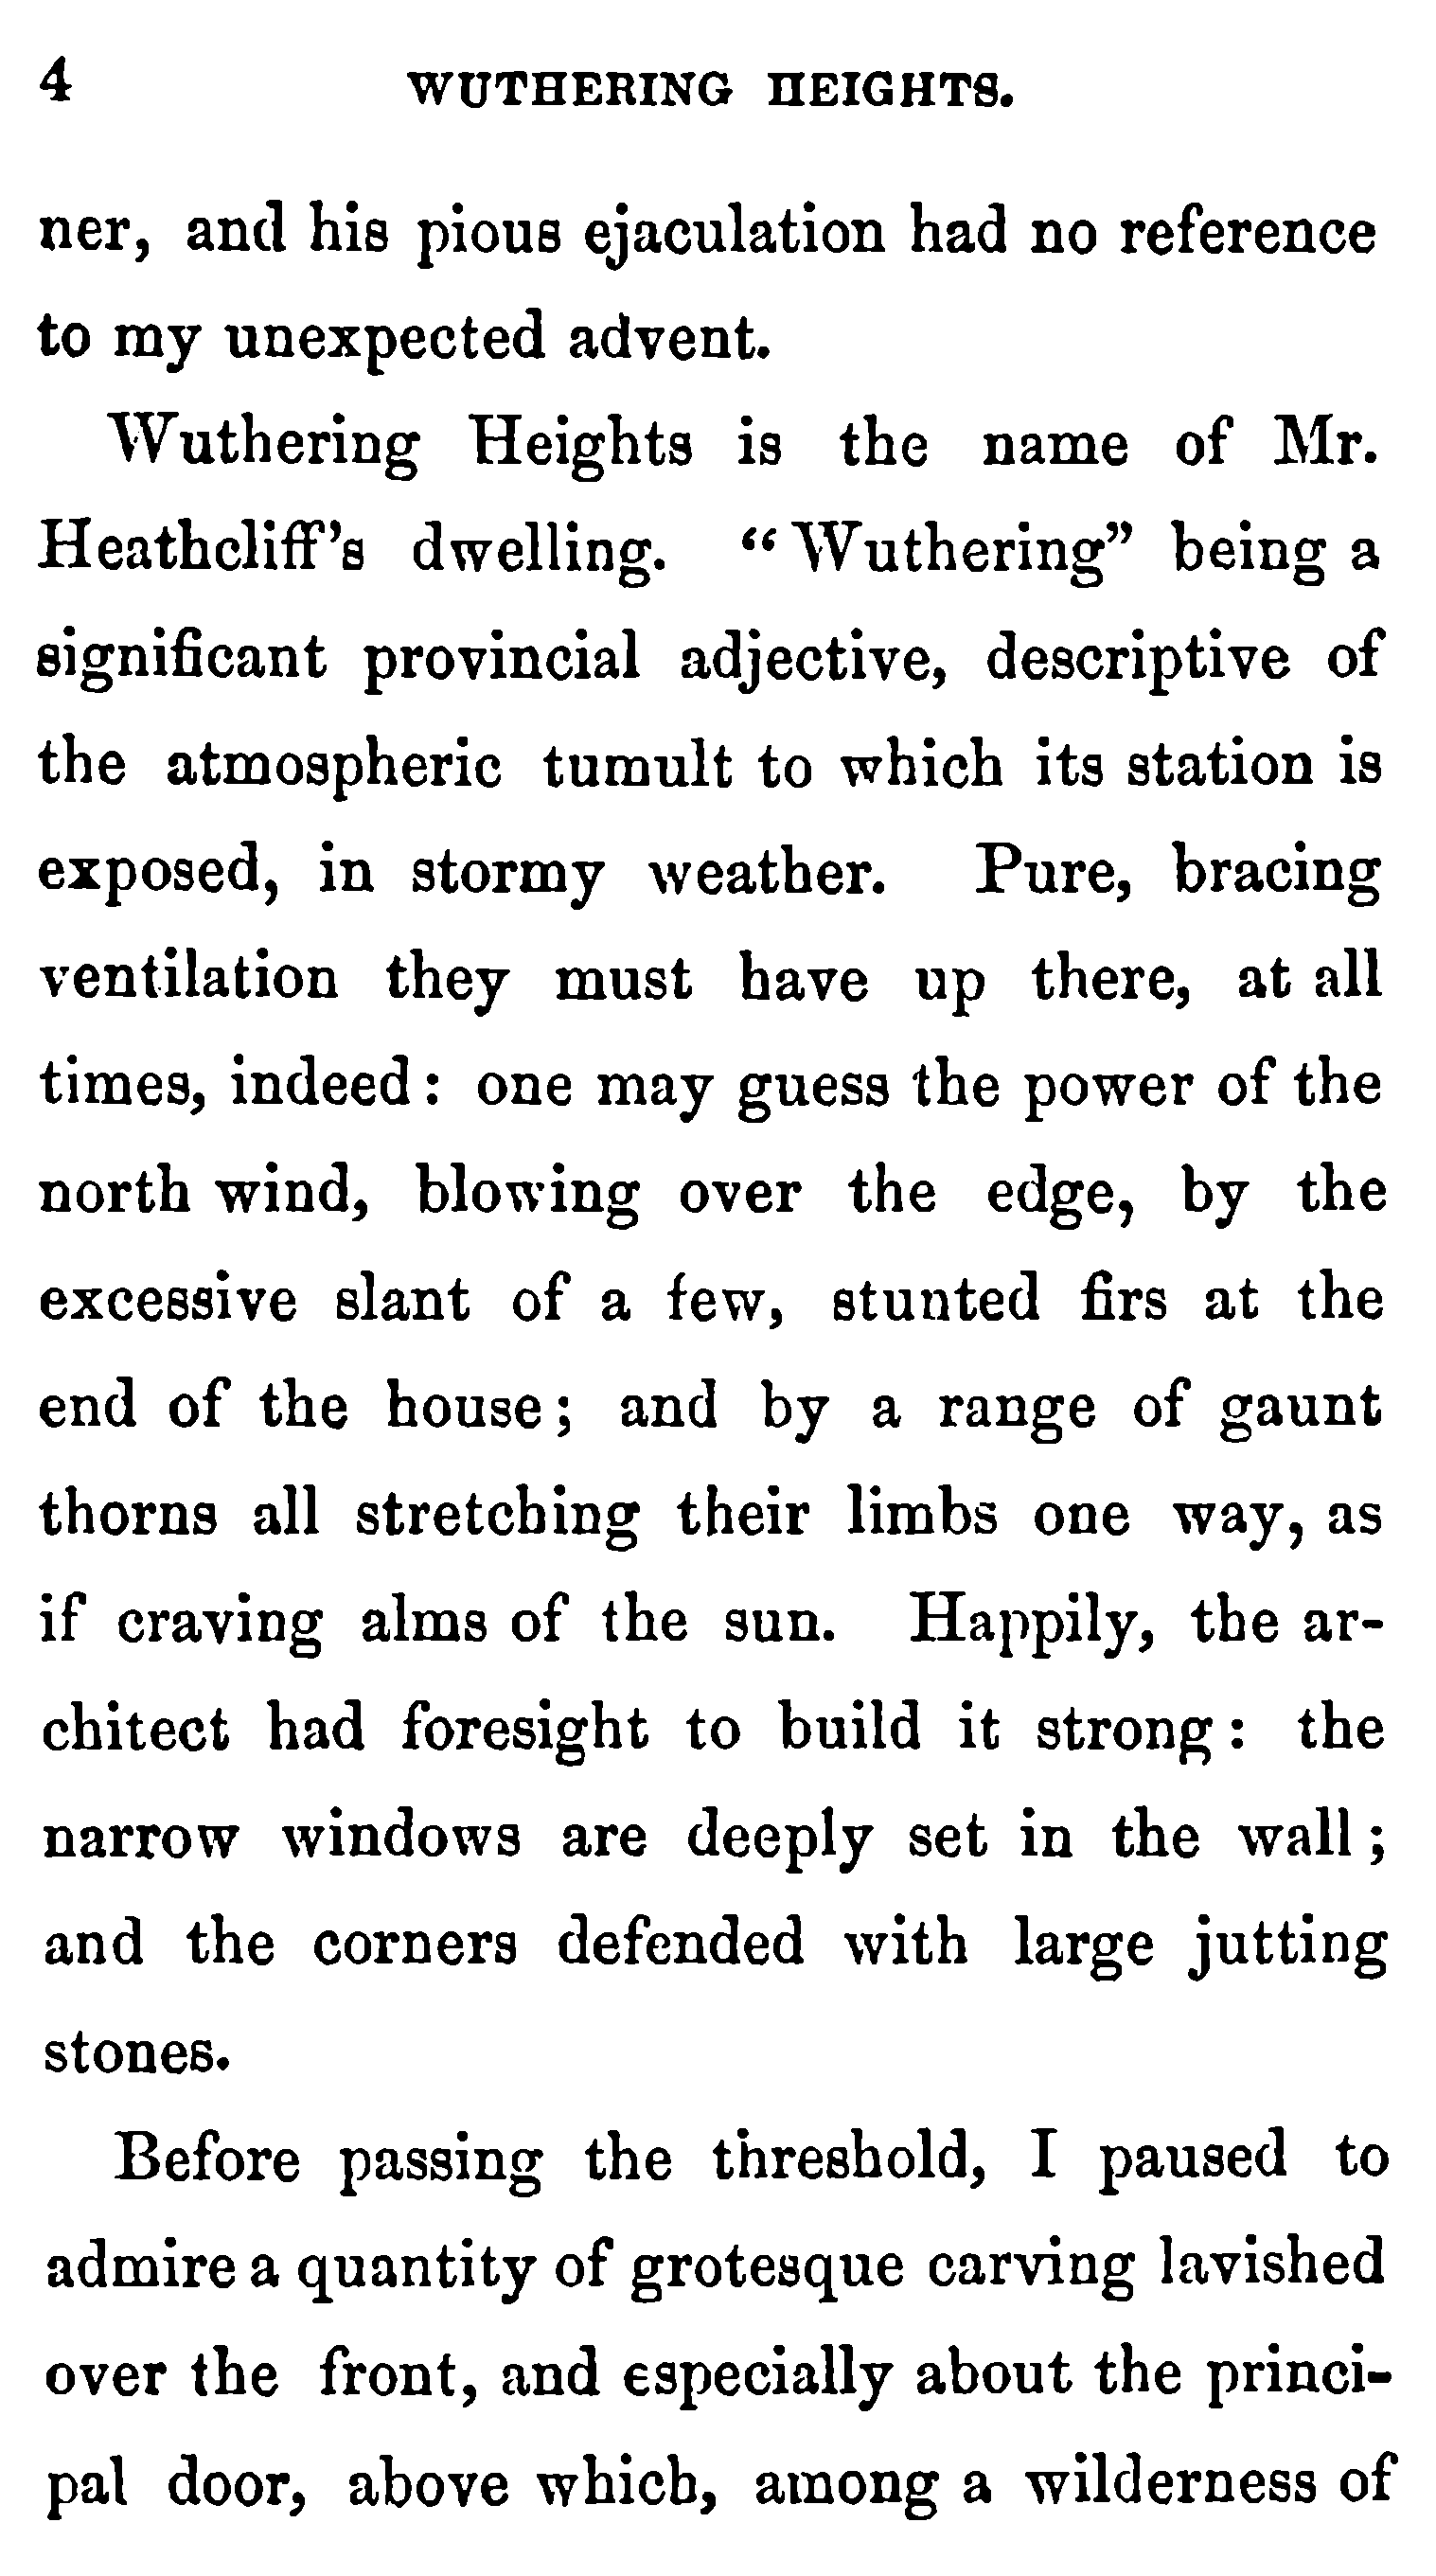 4 WUTHERING HEIGHTS.
ner, and his pious ejaculation had no reference
to my unexpected advent.
Wuthering Heights is the name of Mr.
Heathcliff's dwelling. “Wuthering” being a
significant provincial adjective, descriptive of
the atmospheric tumult to which its station is
exposed, in stormy weather. Pure, bracing
ventilation they must have up there, at all
times, indeed: one may guess the power of the
north wind, blowing over the edge, by the
excessive slant of a few, stunted firs at the
end of the house; and by a range of gaunt
thorns all stretching their limbs one way, as
if craving alms of the sun. Happily, the ar-
chitect had foresight to build it strong: the
narrow windows are deeply set in the wall;
and the corners defended with large jutting
stones.
Before passing the threshold, I paused to
admire a quantity of grotesque carving lavished
over the front, and especially about the princi-
pal door, above which, among a wilderness of